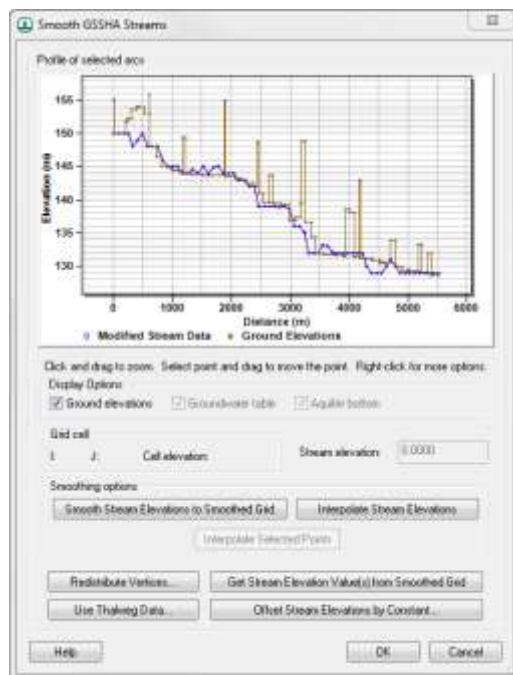 Smooth GSSHA Streams
Profile of selected arcs
155
150
145
140
135
130
Elevation (m)
0 1000 2000 3000 4000 5000 6000
Distance (m)
Modified Stream Data Ground Elevations
Click and drag to zoom. Select point and drag to move the point. Right-click for more options.
Display Options
Ground elevations Groundwater table Aquifer bottom
Grid cell
I: J: Cell elevation: Stream elevation: 0.0000
Smoothing options
Smooth Stream Elevations to Smoothed Grid Interpolate Stream Elevations
Interpolate Selected Points
Redistribute Vertices... Get Stream Elevation Value(s) from Smoothed Grid
Use Thalweg Data... Offset Stream Elevations by Constant...
Help OK Cancel